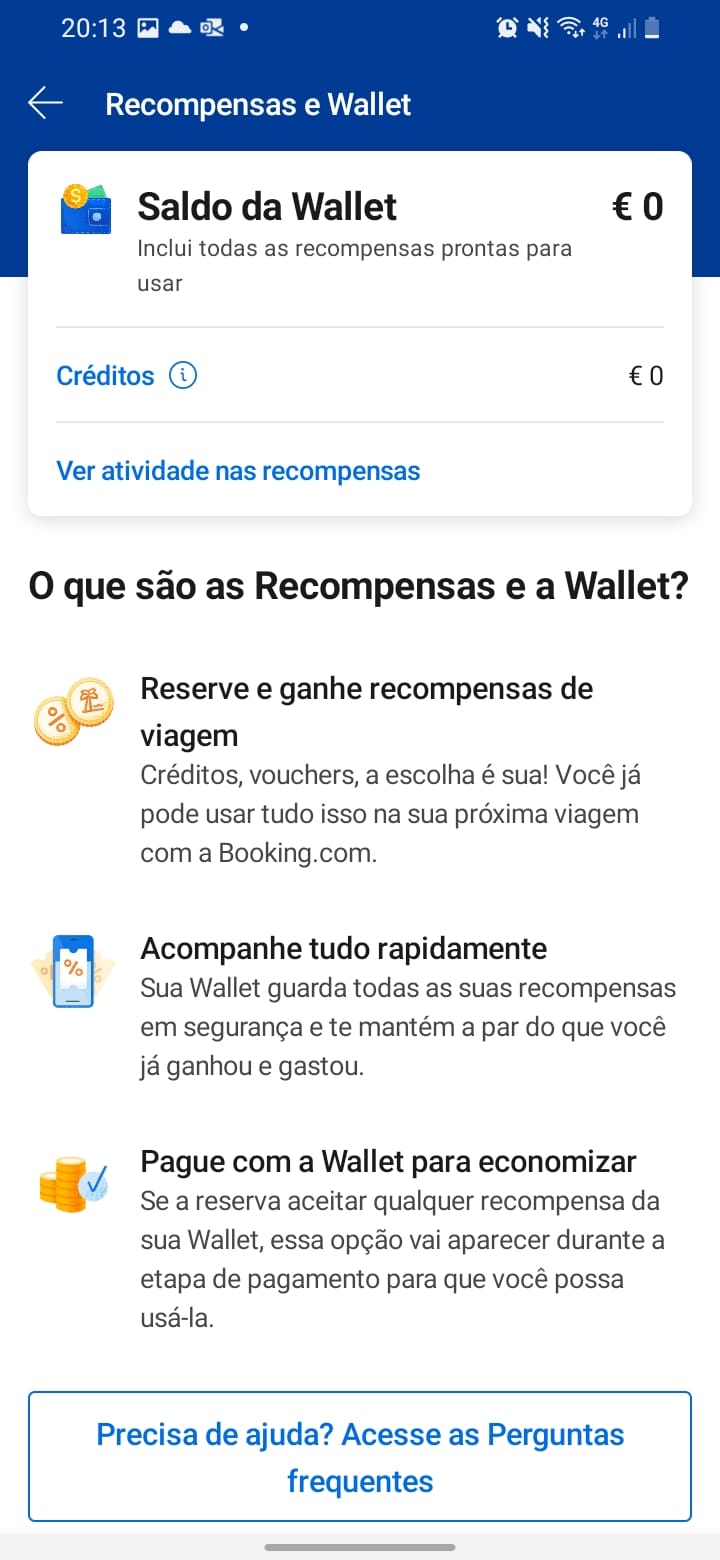 20:13
4G
Recompensas e Wallet
Saldo da Wallet
€ 0
Inclui todas as recompensas prontas para
usar
Créditos
€ 0
Ver atividade nas recompensas
O que são as Recompensas e a Wallet?
Reserve e ganhe recompensas de
viagem
Créditos, vouchers, a escolha é sua! Você já
pode usar tudo isso na sua próxima viagem
com a Booking.com.
Acompanhe tudo rapidamente
Sua Wallet guarda todas as suas recompensas
em segurança e te mantém a par do que você
já ganhou e gastou.
Pague com a Wallet para economizar
Se a reserva aceitar qualquer recompensa da
sua Wallet, essa opção vai aparecer durante a
etapa de pagamento para que você possa
usá-la.
Precisa de ajuda? Acesse as Perguntas
frequentes